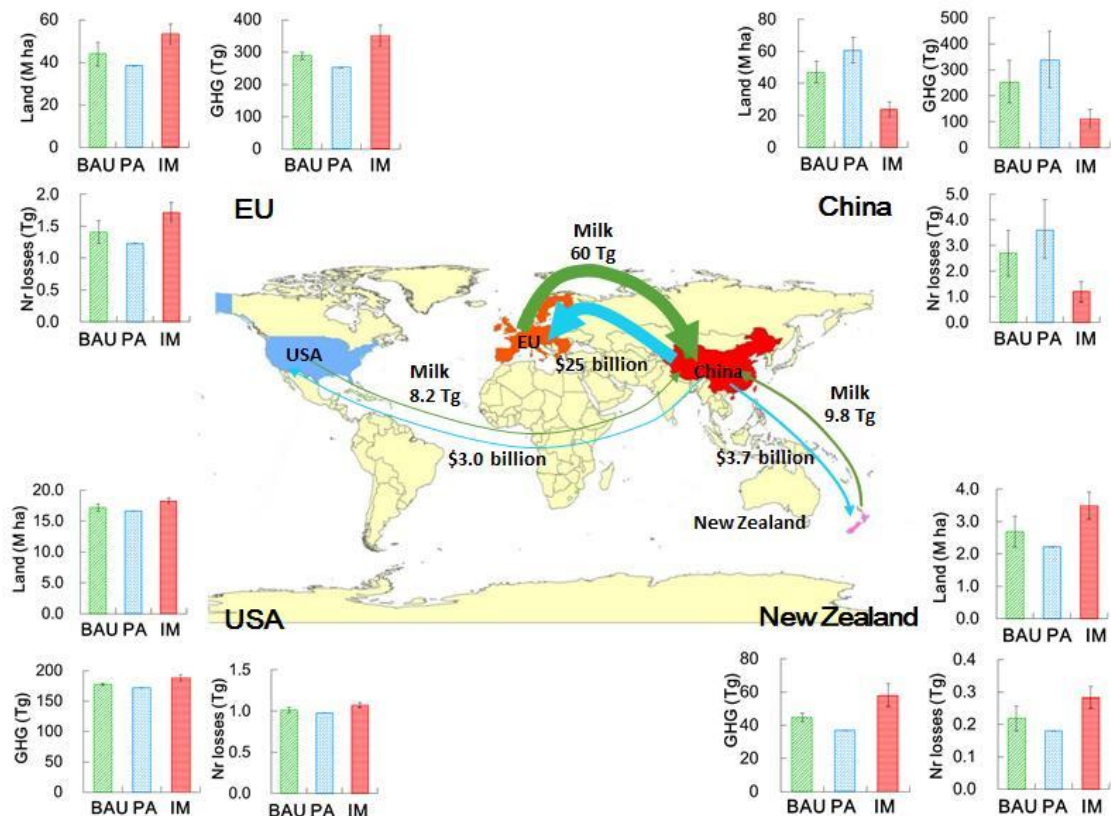 Land (M ha)
60
40
20
0
BAU PA IM
GHG (Tg)
400
300
200
100
0
BAU PA IM
Land (M ha)
80
60
40
20
0
BAU PA IM
GHG (Tg)
500
400
300
200
100
0
BAU PA IM
Nr losses (Tg)
2.0
1.5
1.0
0.5
0.0
BAU PA IM
EU
China
Nr losses (Tg)
5.0
4.0
3.0
2.0
1.0
0.0
BAU PA IM
Milk
60 Tg
USA
EU
China
$25 billion
Milk
8.2 Tg
Milk
9.8 Tg
$3.0 billion
$3.7 billion
New Zealand
Land (M ha)
20.0
15.0
10.0
5.0
0.0
BAU PA IM
USA
New Zealand
Land (M ha)
4.0
3.0
2.0
1.0
0.0
BAU PA IM
GHG (Tg)
200
150
100
50
0
BAU PA IM
Nr losses (Tg)
1.5
1.0
0.5
0.0
BAU PA IM
GHG (Tg)
80
60
40
20
0
BAU PA IM
Nr losses (Tg)
0.4
0.3
0.2
0.1
0.0
BAU PA IM